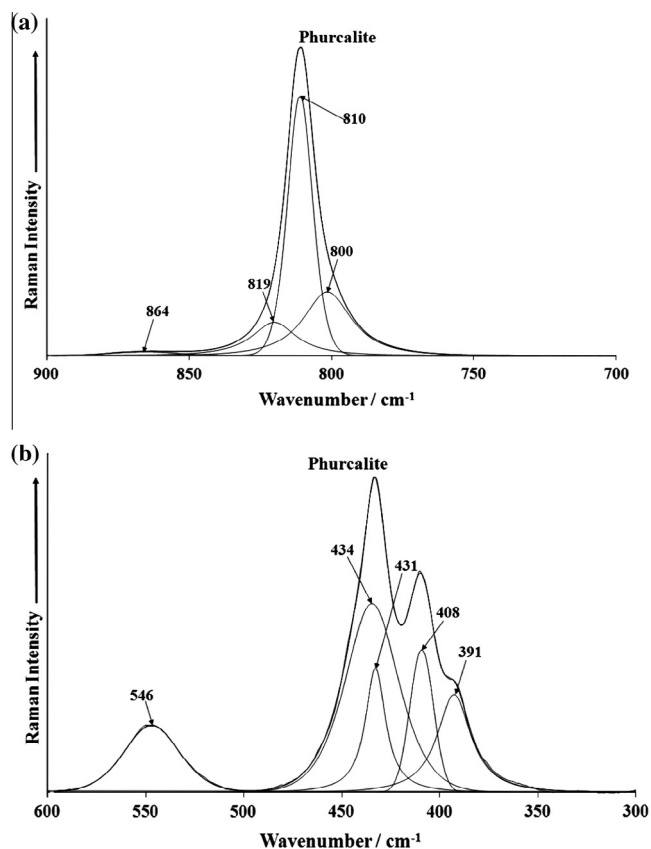 (a)
Phurcalite
810
800
819
864
Raman Intensity
900 850 800 750 700
Wavenumber / cm-1
(b)
Phurcalite
434
431
408
391
546
Raman Intensity
600 550 500 450 400 350 300
Wavenumber / cm-1